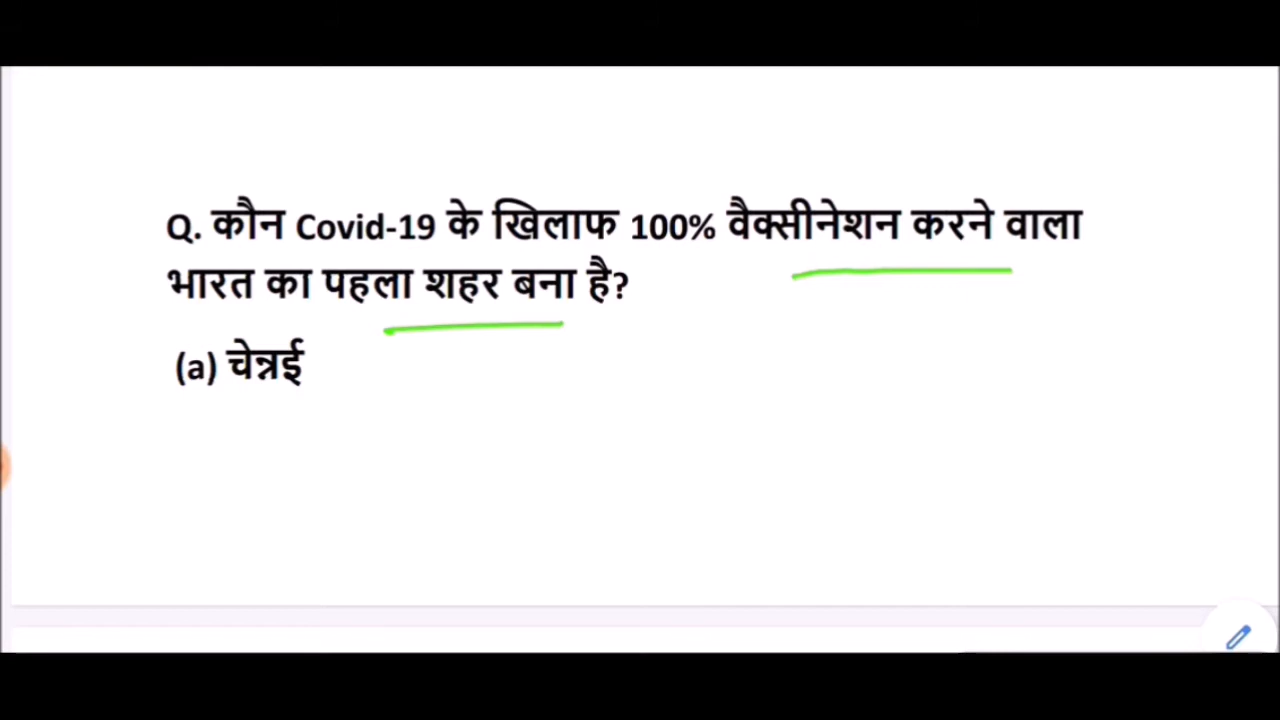 Q. कौन Covid-19 के खिलाफ 100% वैक्सीनेशन करने वाला
भारत का पहला शहर बना है?
(a) चेन्नई